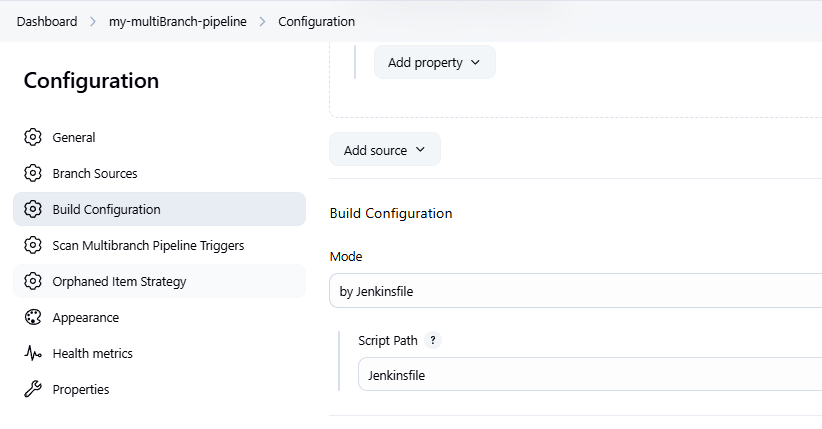 Dashboard > my-multiBranch-pipeline > Configuration
Configuration
General
Branch Sources
Build Configuration
Scan Multibranch Pipeline Triggers
Orphaned Item Strategy
Appearance
Health metrics
Properties
Add property
Add source
Build Configuration
Mode
by Jenkinsfile
Script Path ?
Jenkinsfile